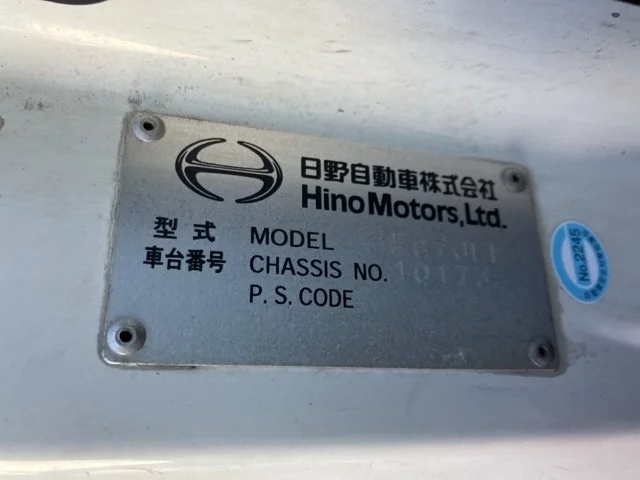 日野自動車株式会社
Hino Motors, Ltd.
型式 MODEL
車台番号 CHASSIS NO.
P.S.CODE
No.2245